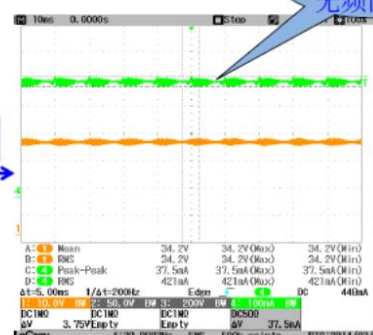 无频
M 10ms 0.0000s Stop
A: 1 Mean 34.2V 34.2V(Max) 34.2V(Min)
B: 1 RMS 34.2V 34.2V(Max) 34.2V(Min)
C: 4 Peak-Peak 37.5mA 37.5mA(Max) 37.5mA(Min)
D: 4 RMS 421mA 421mA(Max) 421mA(Min)
Δt=5.00ms 1/Δt=200Hz Edge 4 DC 448mA
1: 10.0V BW 2: 50.0V BW 3: 200V BW 4: 100mA BW
DC1MΩ DC1MΩ DC1MΩ DC50Ω
ΔV 3.75V Empty Empty ΔV 37.5mA